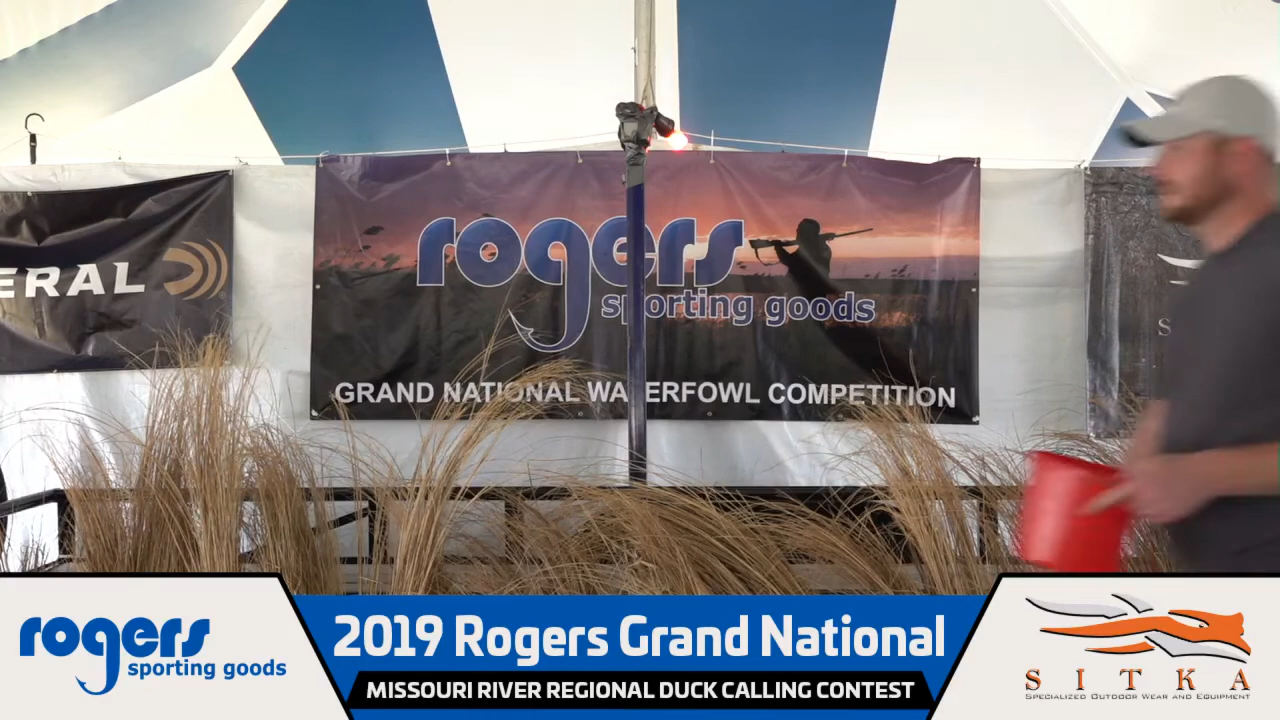 ERAL
rogers
sporting goods
GRAND NATIONAL WATERFOWL COMPETITION
S
rogers
sporting goods
2019 Rogers Grand National
MISSOURI RIVER REGIONAL DUCK CALLING CONTEST
SITKA
SPECIALIZED OUTDOOR WEAR AND EQUIPMENT